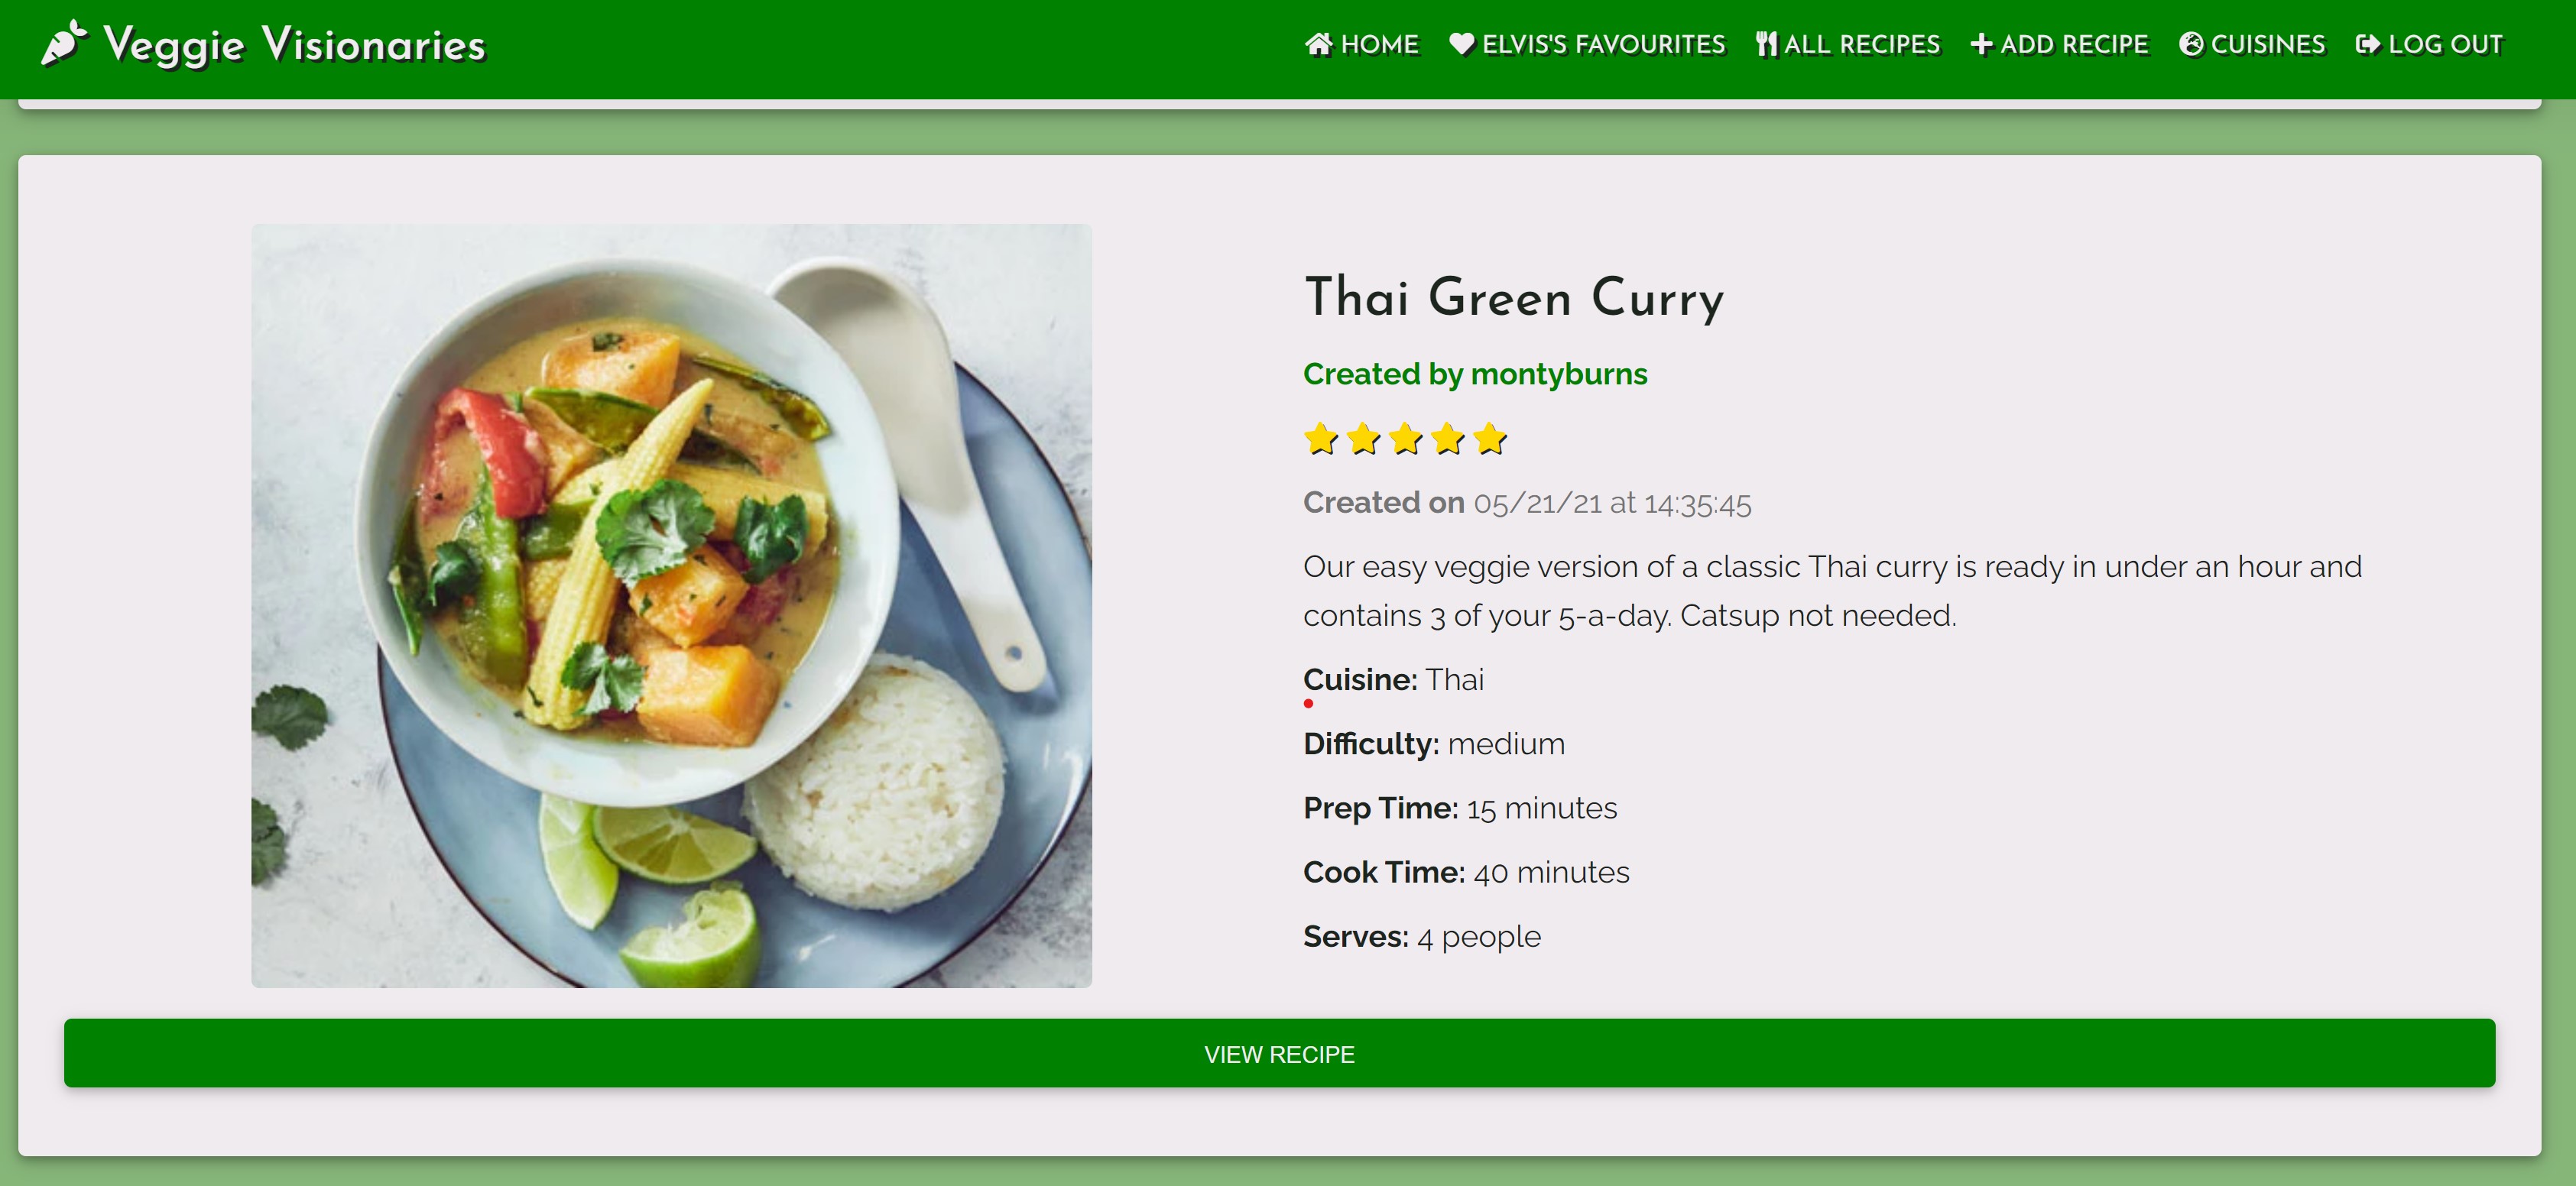 Veggie Visionaries
HOME ELVIS'S FAVOURITES ALL RECIPES ADD RECIPE CUISINES LOG OUT
Thai Green Curry
Created by montyburns
Created on 05/21/21 at 14:35:45
Our easy veggie version of a classic Thai curry is ready in under an hour and
contains 3 of your 5-a-day. Catsup not needed.
Cuisine: Thai
Difficulty: medium
Prep Time: 15 minutes
Cook Time: 40 minutes
Serves: 4 people
VIEW RECIPE